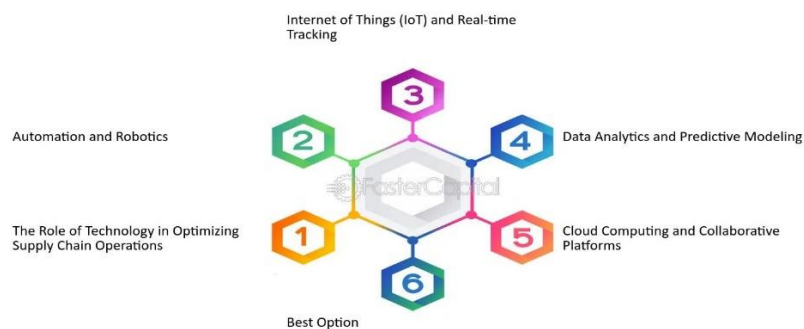 Internet of Things (IoT) and Real-time
Tracking
3
2
Automation and Robotics
4
Data Analytics and Predictive Modeling
FasterCapital
The Role of Technology in Optimizing
Supply Chain Operations
1
5
Cloud Computing and Collaborative
Platforms
6
Best Option